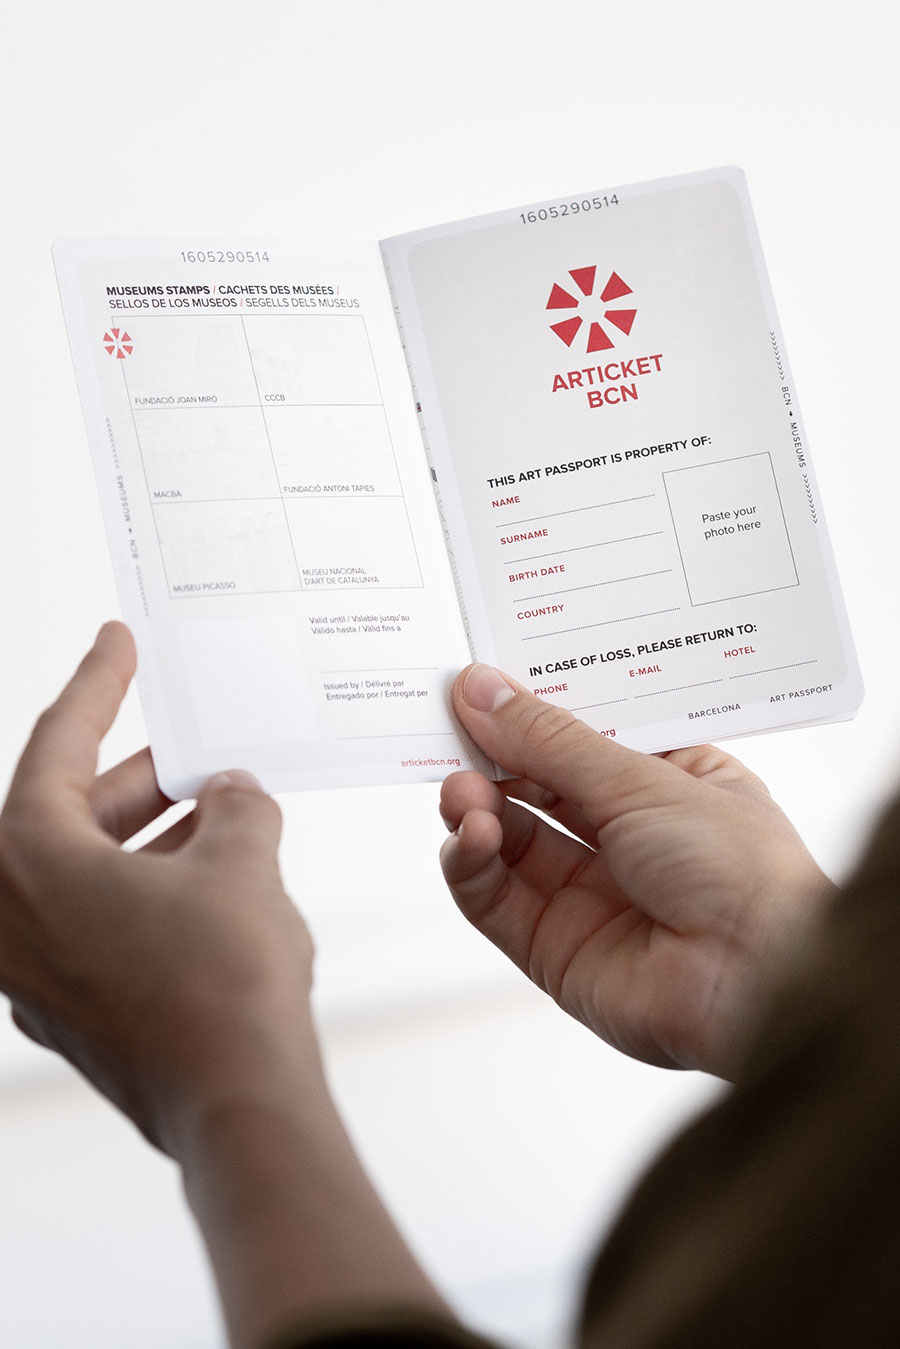 1605290514
MUSEUMS STAMPS / CACHETS DES MUSÉES /
SELLOS DE LOS MUSEOS / SEGELLS DELS MUSEUS
FUNDACIÓ JOAN MIRÓ
CCCB
MACBA
FUNDACIÓ ANTONI TÀPIES
MUSEU PICASSO
MUSEU NACIONAL
D'ART DE CATALUNYA
BCN MUSEUMS
Valid until / Valable jusqu'au
Válido hasta / Vàlid fins a
Issued by / Délivré par
Entregado por / Entregat per
articketbcn.org
1605290514
ARTICKET
BCN
THIS ART PASSPORT IS PROPERTY OF:
NAME
SURNAME
BIRTH DATE
COUNTRY
Paste your
photo here
IN CASE OF LOSS, PLEASE RETURN TO:
PHONE
E-MAIL
HOTEL
.org
BARCELONA
ART PASSPORT
BCN MUSEUMS